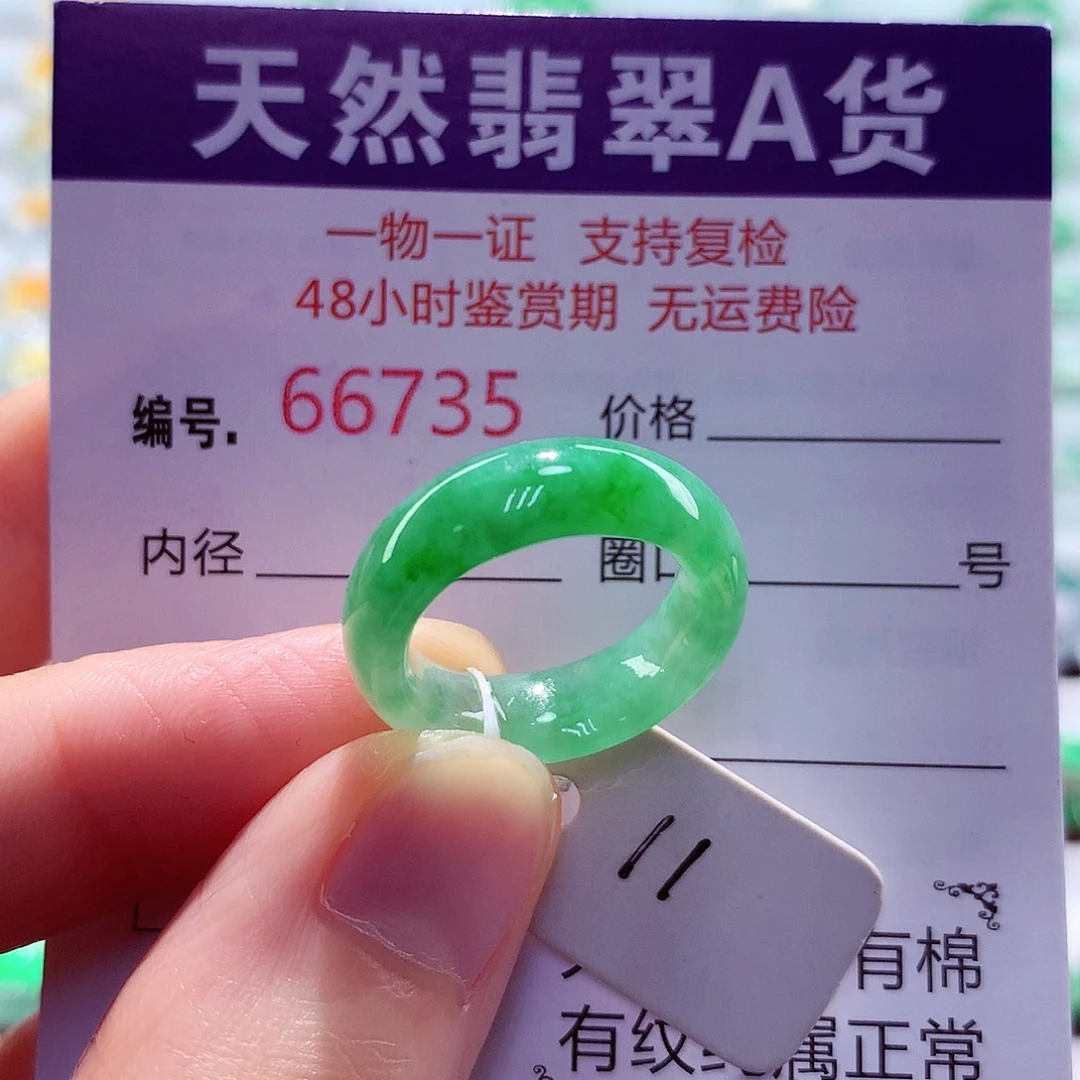 天然翡翠A货
一物一证 支持复检
48小时鉴赏期 无运费险
编号. 66735 价格
内径 圈 号
11
有棉
有纹 属正常